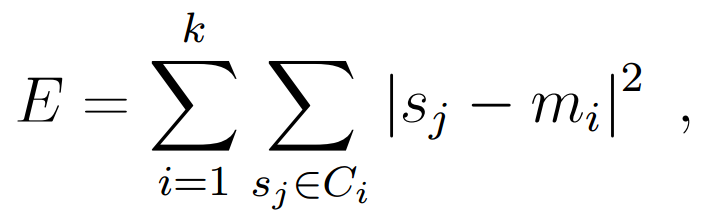 E = \sum_{i=1}^{k} \sum_{s_j \in C_i} |s_j - m_i|^2 ,